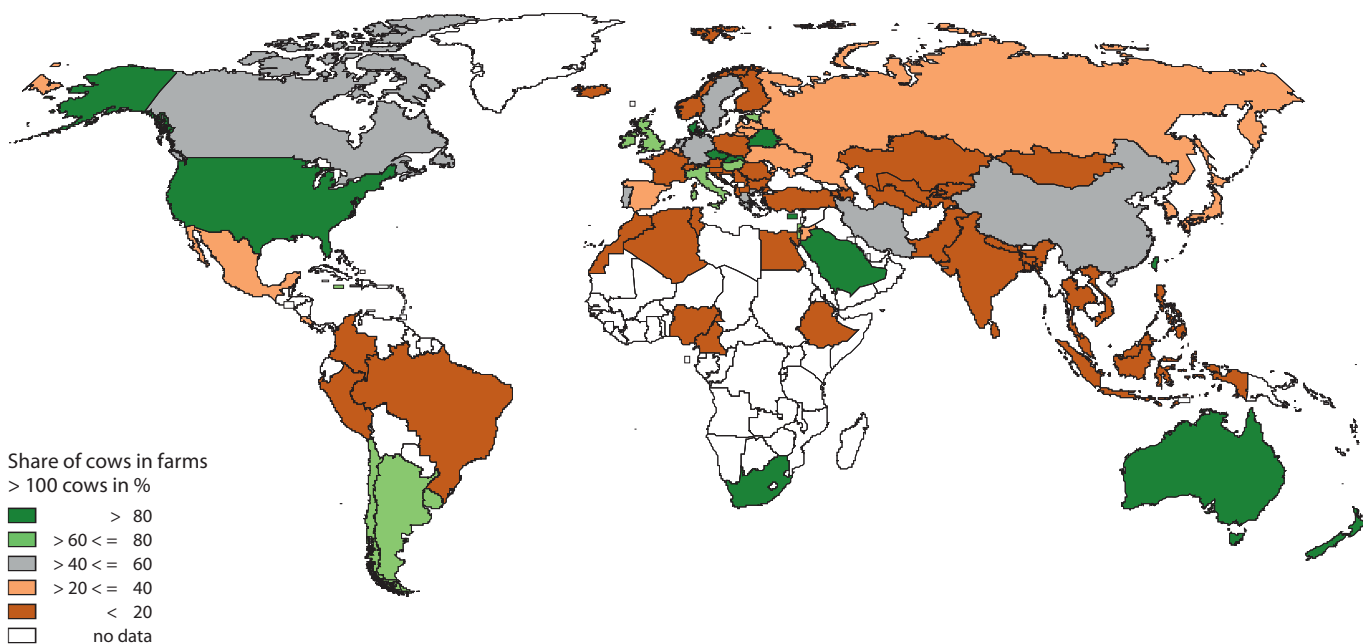 Share of cows in farms
> 100 cows in %
> 80
> 60 < = 80
> 40 < = 60
> 20 < = 40
< 20
no data